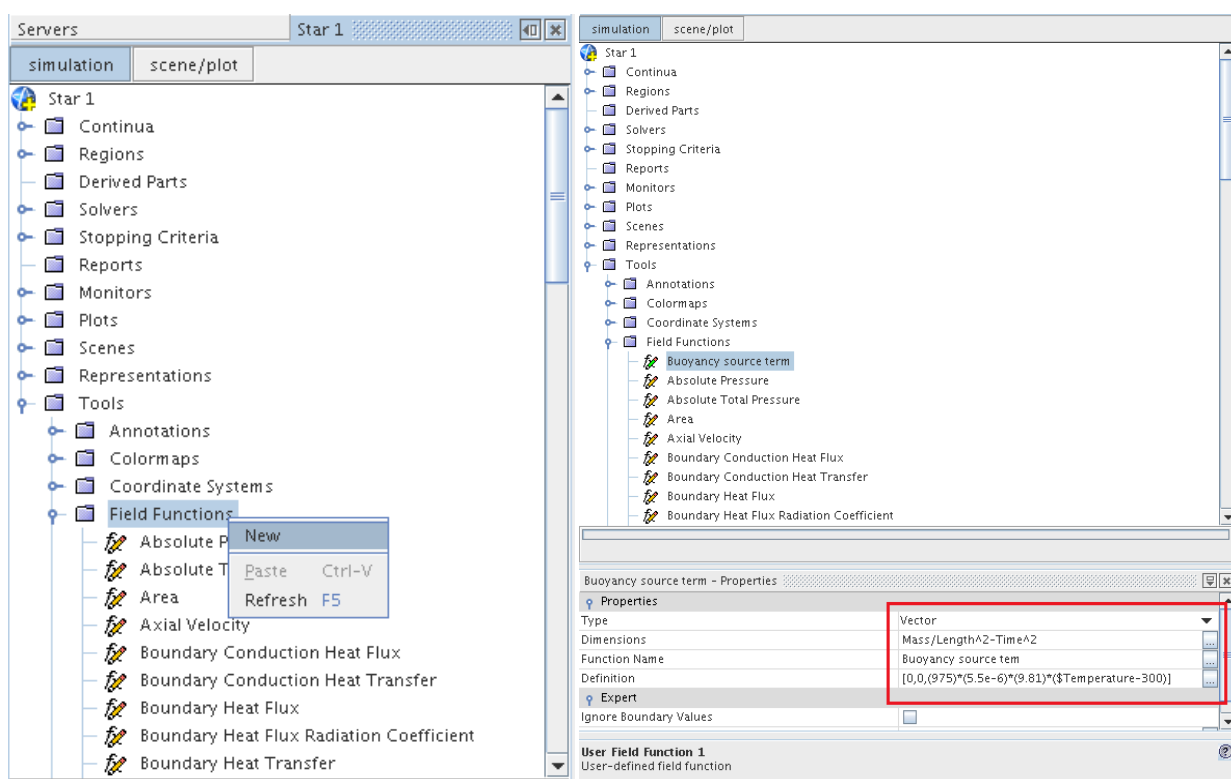 Servers Star 1
simulation scene/plot
Star 1
Continua
Regions
Derived Parts
Solvers
Stopping Criteria
Reports
Monitors
Plots
Scenes
Representations
Tools
Annotations
Colormaps
Coordinate Systems
Field Functions
New
Paste Ctrl-V
Refresh F5
Absolute P
Absolute T
Area
Axial Velocity
Boundary Conduction Heat Flux
Boundary Conduction Heat Transfer
Boundary Heat Flux
Boundary Heat Flux Radiation Coefficient
Boundary Heat Transfer
simulation scene/plot
Star 1
Continua
Regions
Derived Parts
Solvers
Stopping Criteria
Reports
Monitors
Plots
Scenes
Representations
Tools
Annotations
Colormaps
Coordinate Systems
Field Functions
Buoyancy source term
Absolute Pressure
Absolute Total Pressure
Area
Axial Velocity
Boundary Conduction Heat Flux
Boundary Conduction Heat Transfer
Boundary Heat Flux
Boundary Heat Flux Radiation Coefficient
Buoyancy source term - Properties
Properties
Type Vector
Dimensions Mass/Length^2-Time^2
Function Name Buoyancy source tem
Definition [0,0,(975)*(5.5e-6)*(9.81)*($Temperature-300)]
Expert
Ignore Boundary Values
User Field Function 1
User-defined field function